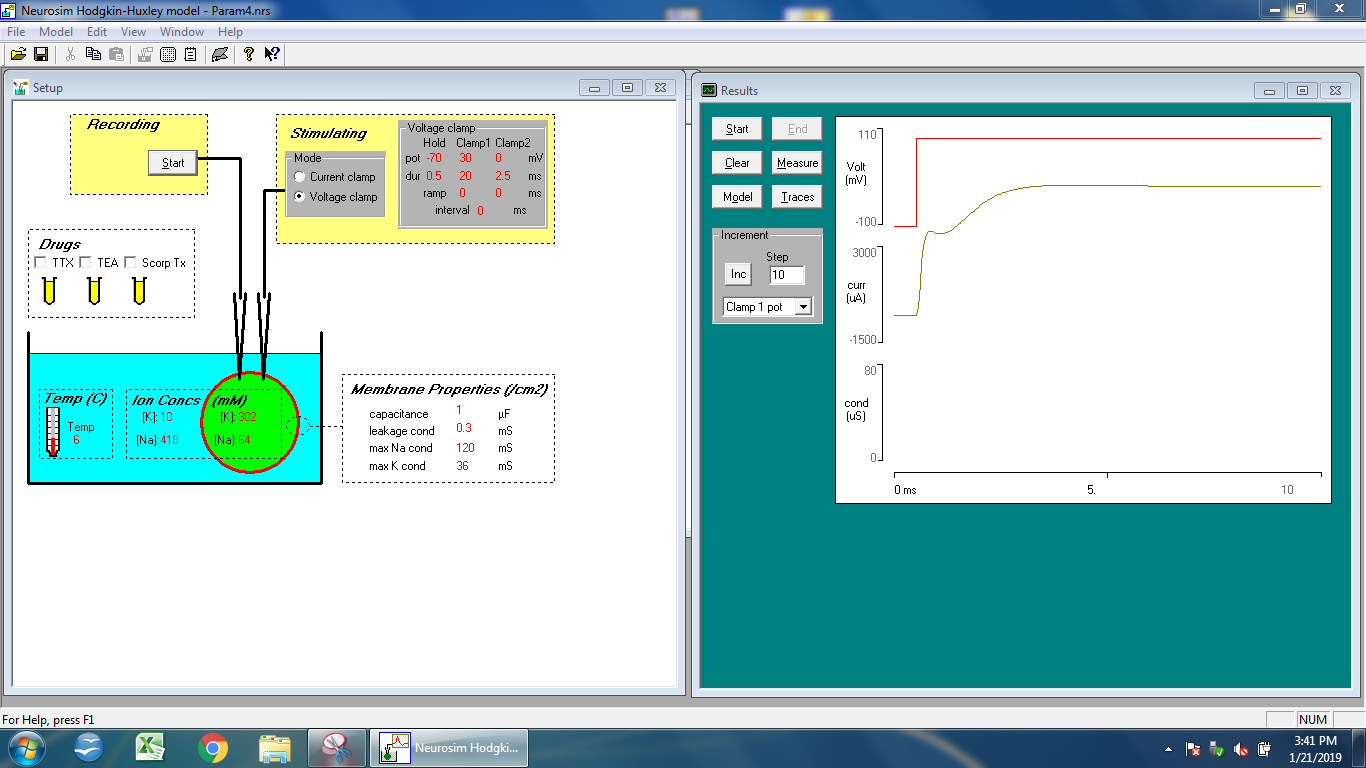 Neurosim Hodgkin-Huxley model - Param4.nrs
File Model Edit View Window Help
Setup
Recording
Start
Stimulating
Mode
Current clamp
Voltage clamp
Voltage clamp
Hold Clamp1 Clamp2
pot -70 30 0 mV
dur 0.5 20 2.5 ms
ramp 0 0 ms
interval 0 ms
Drugs
TTX TEA Scorp Tx
Temp (C)
Temp
6
Ion Concs (mM)
[K]: 10 [K]: 302
[Na]: 418 [Na]: 64
Membrane Properties (/cm2)
capacitance 1 µF
leakage cond 0.3 mS
max Na cond 120 mS
max K cond 36 mS
Results
Start End
Clear Measure
Model Traces
Increment
Step
Inc 10
Clamp 1 pot
110
Volt
(mV)
-100
3000
curr
(uA)
-1500
80
cond
(uS)
0
0 ms 5. 10
For Help, press F1
NUM
Neurosim Hodgki...
3:41 PM
1/21/2019